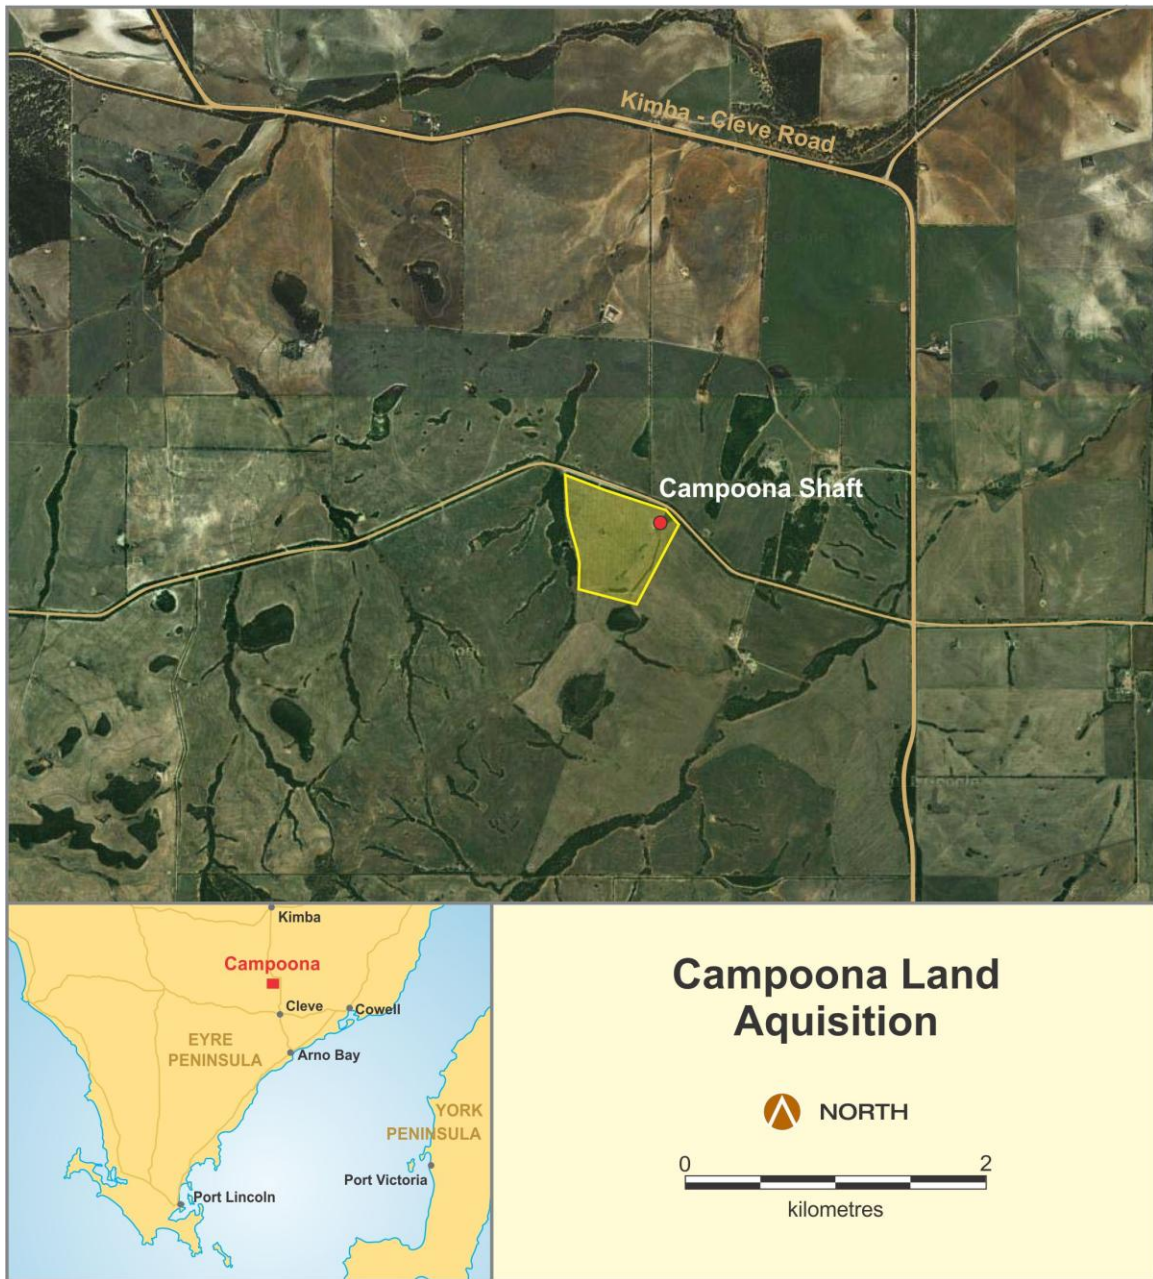 Kimba - Cleve Road
Campoona Shaft
Kimba
Campoona
Cleve
Cowell
EYRE
PENINSULA
Arno Bay
YORK
PENINSULA
Port Victoria
Port Lincoln
Campoona Land
Aquisition
NORTH
0 2
kilometres